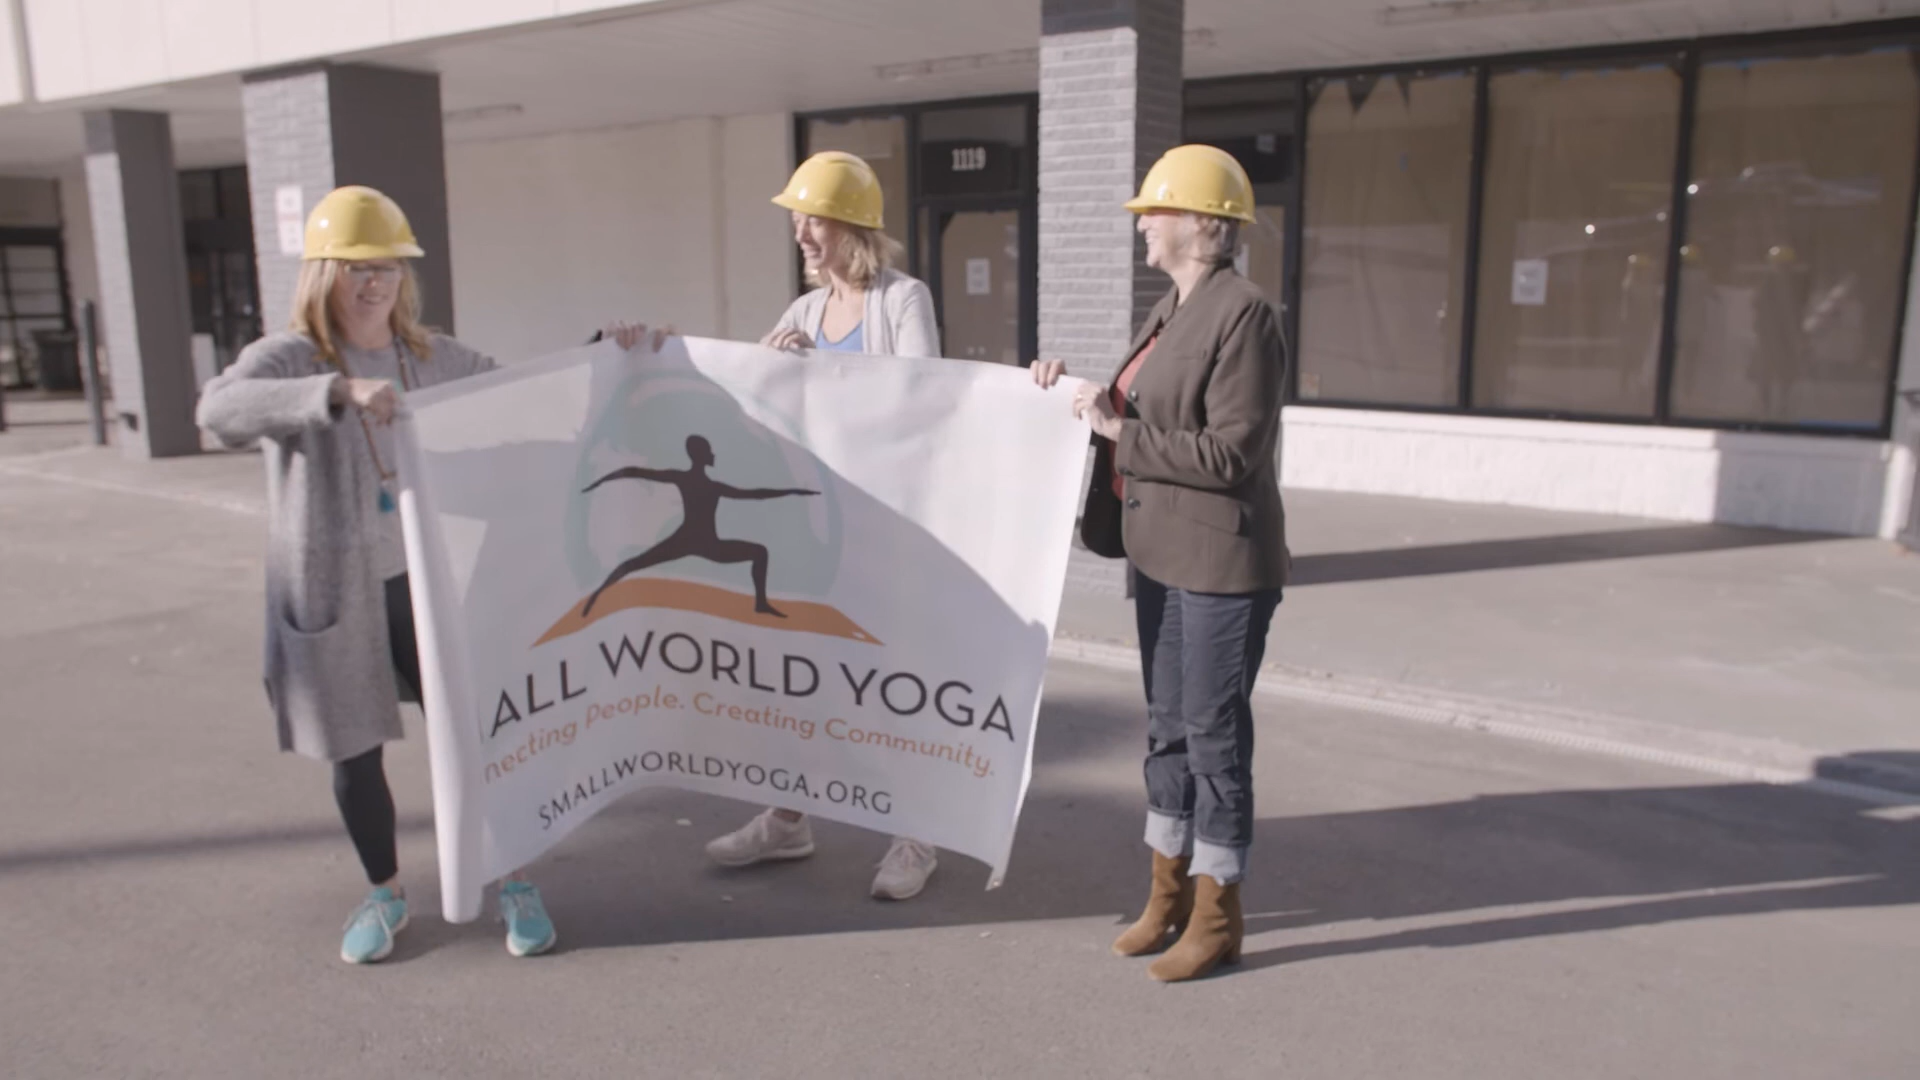 1119
ALL WORLD YOGA
necting People. Creating Community.
SMALLWORLDYOGA.ORG